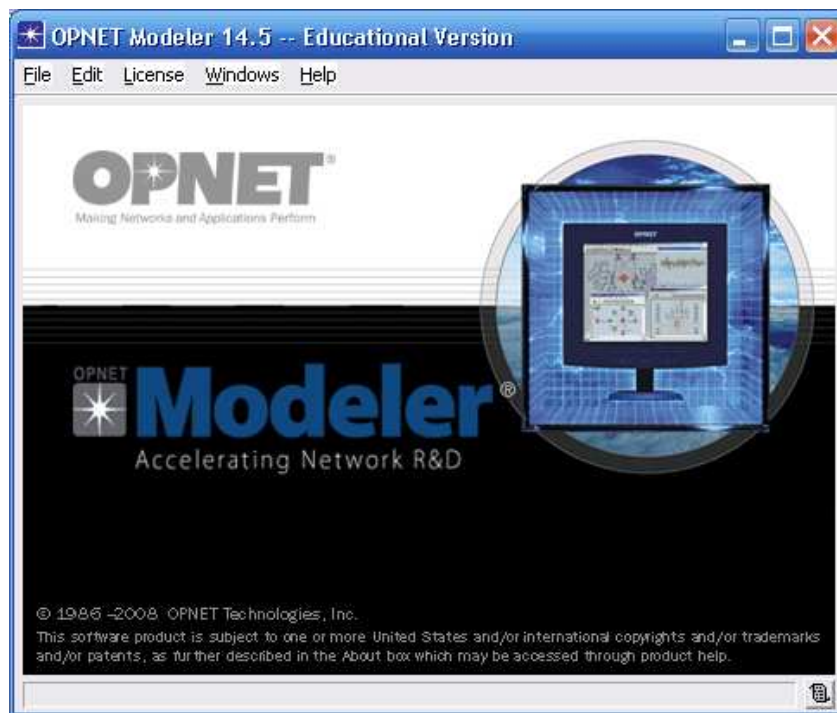 OPNET Modeler 14.5 -- Educational Version
File Edit License Windows Help
OPNET®
Making Networks and Applications Perform
OPNET
OPNET
Modeler®
Accelerating Network R&D
© 1986 -2008 OPNET Technologies, Inc.
This software product is subject to one or more United States and/or international copyrights and/or trademarks
and/or patents, as further described in the About box which may be accessed through product help.